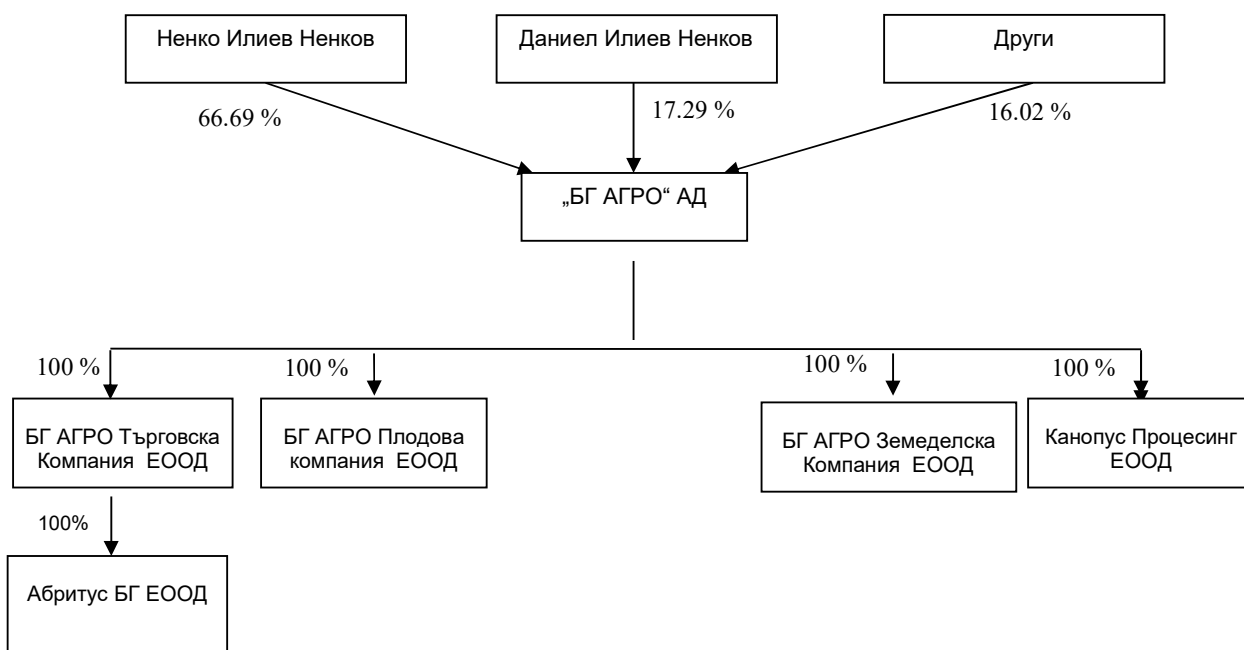 Ненко Илиев Ненков
Даниел Илиев Ненков
Други
66.69 %
17.29 %
16.02 %
„БГ АГРО“ АД
100 %
100 %
100 %
100 %
БГ АГРО Търговска
Компания ЕООД
БГ АГРО Плодова
компания ЕООД
БГ АГРО Земеделска
Компания ЕООД
Канопус Процесинг
ЕООД
100%
Абритус БГ ЕООД